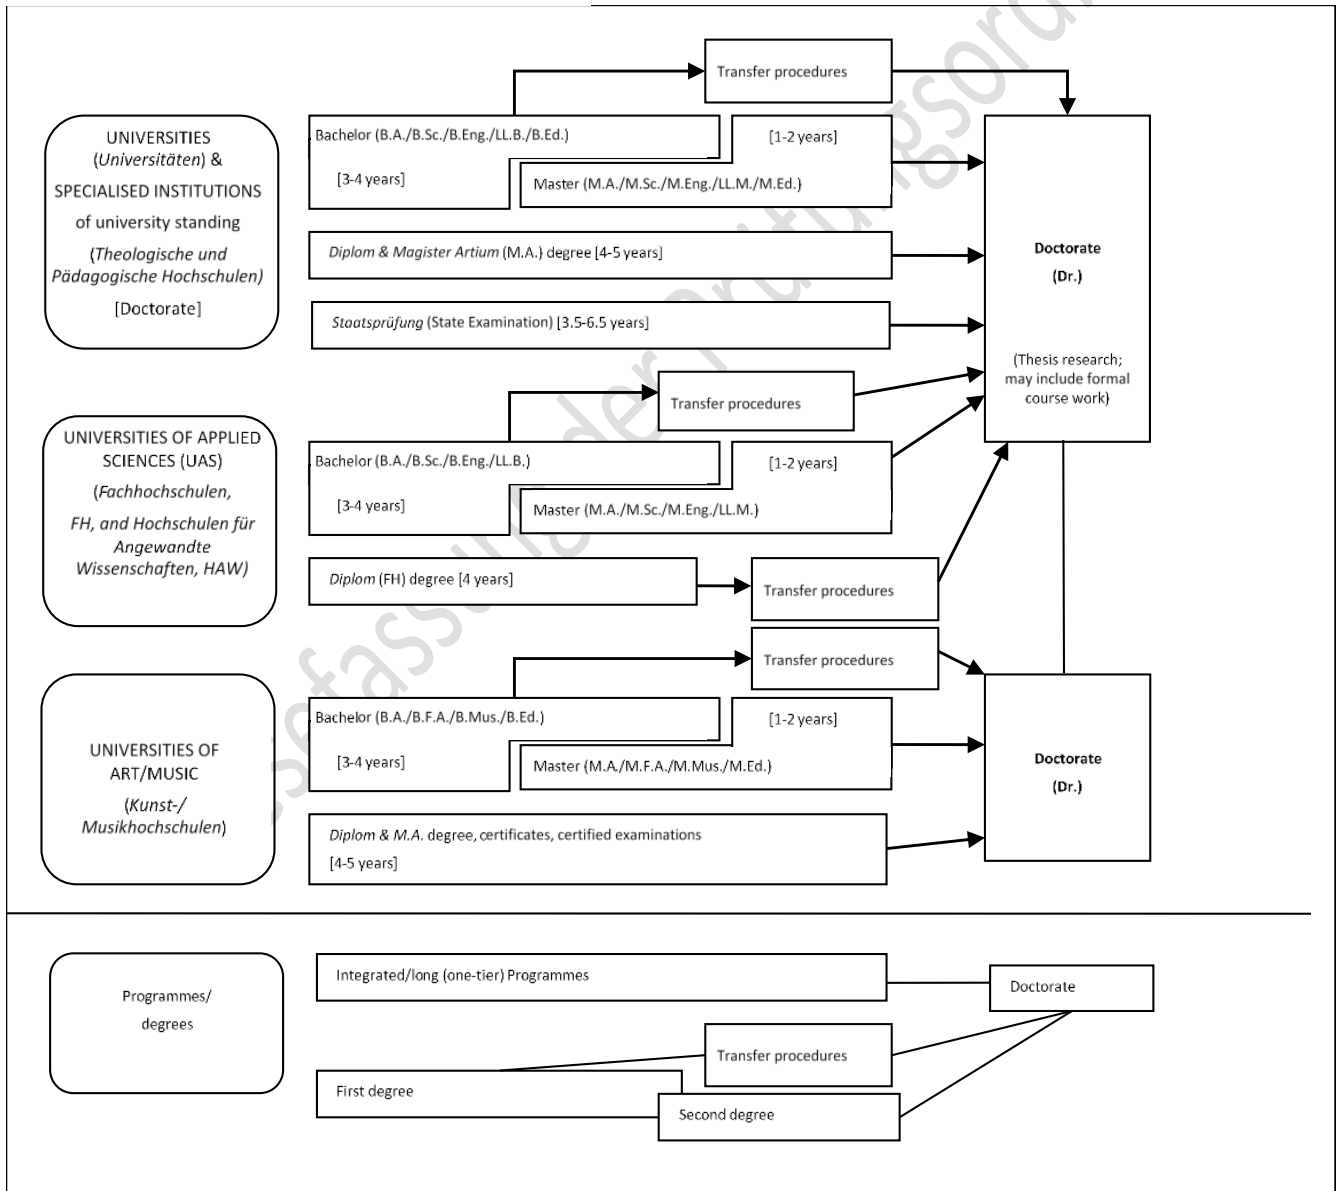 Transfer procedures
UNIVERSITIES
(Universitäten) &
SPECIALISED INSTITUTIONS
of university standing
(Theologische und
Pädagogische Hochschulen)
[Doctorate]
Bachelor (B.A./B.Sc./B.Eng./LL.B./B.Ed.)
[3-4 years]
[1-2 years]
Master (M.A./M.Sc./M.Eng./LL.M./M.Ed.)
Diplom & Magister Artium (M.A.) degree [4-5 years]
Staatsprüfung (State Examination) [3.5-6.5 years]
Doctorate
(Dr.)
(Thesis research;
may include formal
course work)
UNIVERSITIES OF APPLIED
SCIENCES (UAS)
(Fachhochschulen,
FH, and Hochschulen für
Angewandte
Wissenschaften, HAW)
Transfer procedures
Bachelor (B.A./B.Sc./B.Eng./LL.B.)
[3-4 years]
[1-2 years]
Master (M.A./M.Sc./M.Eng./LL.M.)
Diplom (FH) degree [4 years]
Transfer procedures
Transfer procedures
UNIVERSITIES OF
ART/MUSIC
(Kunst-/
Musikhochschulen)
Bachelor (B.A./B.F.A./B.Mus./B.Ed.)
[3-4 years]
[1-2 years]
Master (M.A./M.F.A./M.Mus./M.Ed.)
Diplom & M.A. degree, certificates, certified examinations
[4-5 years]
Doctorate
(Dr.)
Programmes/
degrees
Integrated/long (one-tier) Programmes
Doctorate
Transfer procedures
First degree
Second degree